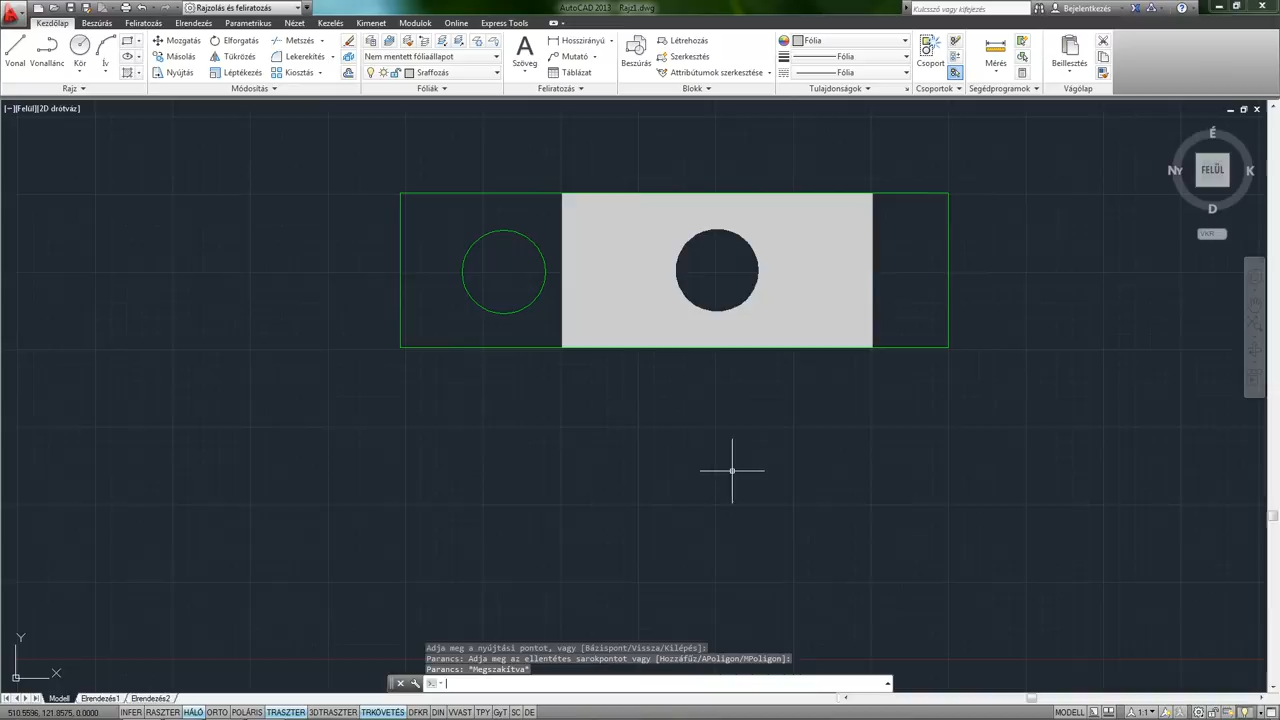 Rajzolás és feliratozás
AutoCAD 2013 Rajz1.dwg
Kulcsszó vagy kifejezés
Bejelentkezés
Kezdőlap
Beszúrás
Feliratozás
Elrendezés
Parametrikus
Nézet
Kezelés
Kimenet
Modulok
Online
Express Tools
Vonal
Vonallánc
Kör
Ív
Rajz
Mozgatás
Másolás
Nyújtás
Elforgatás
Tükrözés
Léptékezés
Metszés
Lekerekítés
Kiosztás
Módosítás
Nem mentett fóliaállapot
Sraffozás
Fóliák
Szöveg
Hosszirányú
Mutató
Táblázat
Feliratozás
Beszúrás
Létrehozás
Szerkesztés
Attribútumok szerkesztése
Blokk
Fólia
Fólia
Fólia
Tulajdonságok
Csoport
Csoportok
Mérés
Segédprogramok
Beillesztés
Vágólap
[−][Felül][2D drótváz]
É
NY
FELÜL
K
D
VKR
Y
X
Adja meg a nyújtási pontot, vagy [Bázispont/Vissza/Kilépés]:
Parancs: Adja meg az ellentétes sarokpontot vagy [Hozzáfűz/APoligon/MPoligon]:
Parancs: *Megszakítva*
Modell
Elrendezés1
Elrendezés2
510.5596, 121.8575, 0.0000
INFER RASZTER HÁLÓ ORTO POLÁRIS TRASZTER 3DTRASZTER TRKÖVETÉS DFKR DIN VVAST TPY GyT SC DE
MODELL
1:1